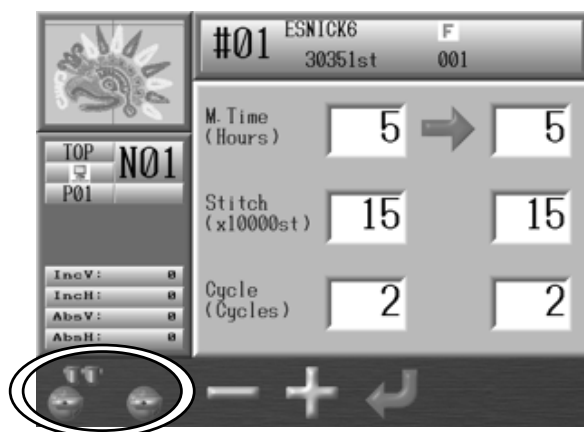 #01 ESNICK6 F
30351st 001
TOP N01
P01
IncV: 0
IncH: 0
AbsV: 0
AbsH: 0
M.Time
(Hours) 5 5
Stitch
(x10000st) 15 15
Cycle
(Cycles) 2 2